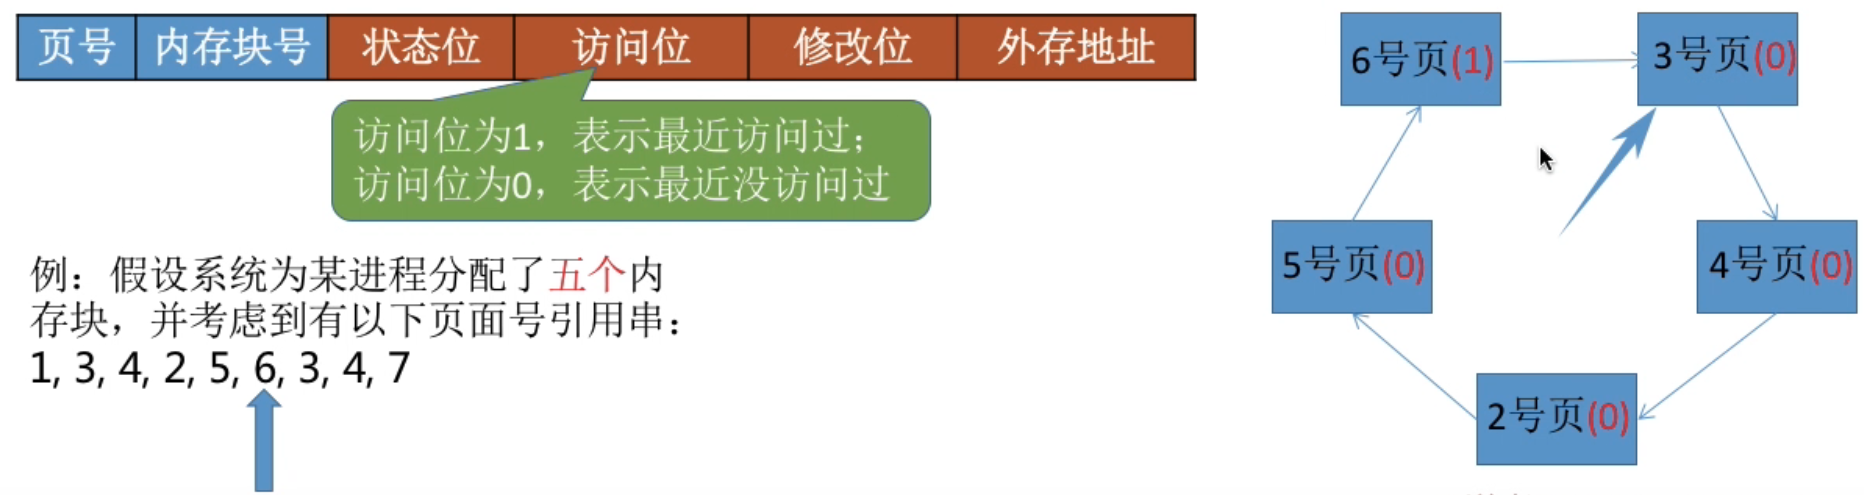 页号 内存块号 状态位 访问位 修改位 外存地址
访问位为1，表示最近访问过；
访问位为0，表示最近没访问过
例：假设系统为某进程分配了五个内
存块，并考虑到有以下页面号引用串：
1, 3, 4, 2, 5, 6, 3, 4, 7
6号页(1)
3号页(0)
5号页(0)
4号页(0)
2号页(0)